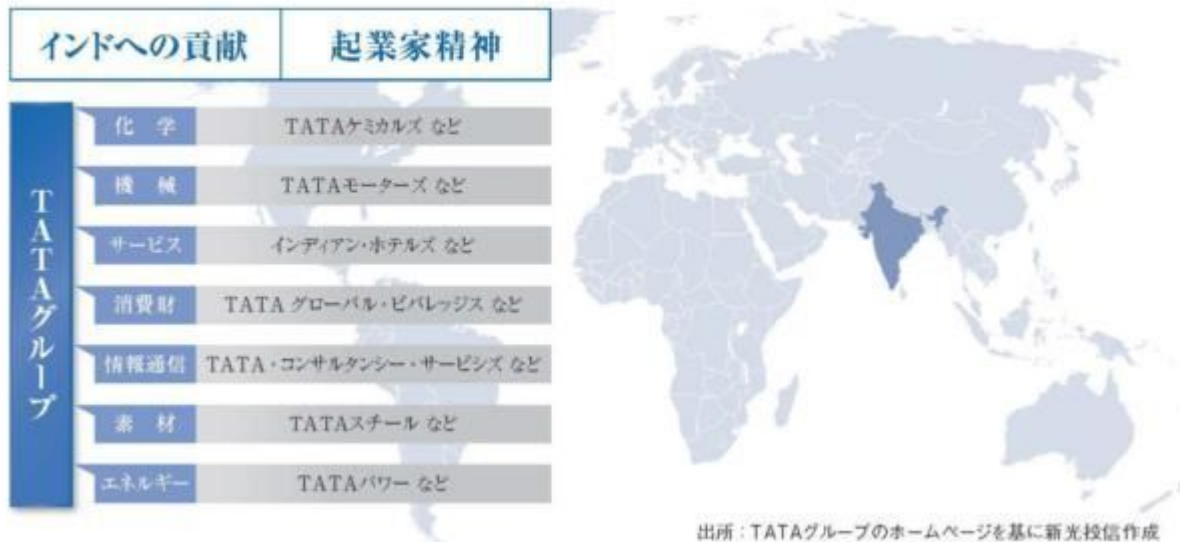 インドへの貢献 起業家精神
TATAグループ
化 学 TATAケミカルズ など
機 械 TATAモーターズ など
サービス インディアン・ホテルズ など
消費財 TATA グローバル・ビバレッジス など
情報通信 TATA・コンサルタンシー・サービシズ など
素 材 TATAスチール など
エネルギー TATAパワー など
出所：TATAグループのホームページを基に新光投信作成